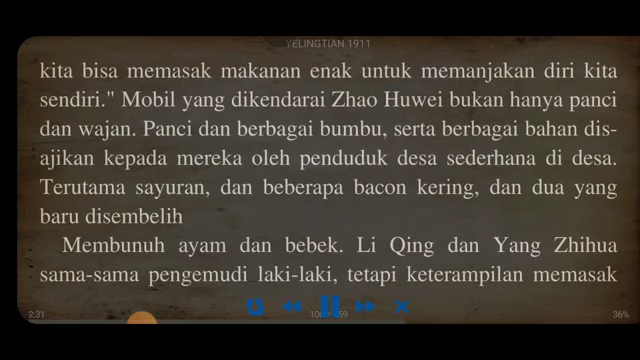 YELINGTIAN 1911
kita bisa memasak makanan enak untuk memanjakan diri kita
sendiri." Mobil yang dikendarai Zhao Huwei bukan hanya panci
dan wajan. Panci dan berbagai bumbu, serta berbagai bahan dis-
ajikan kepada mereka oleh penduduk desa sederhana di desa.
Terutama sayuran, dan beberapa bacon kering, dan dua yang
baru disembelih
Membunuh ayam dan bebek. Li Qing dan Yang Zhihua
sama-sama pengemudi laki-laki, tetapi keterampilan memasak
2:31 36%